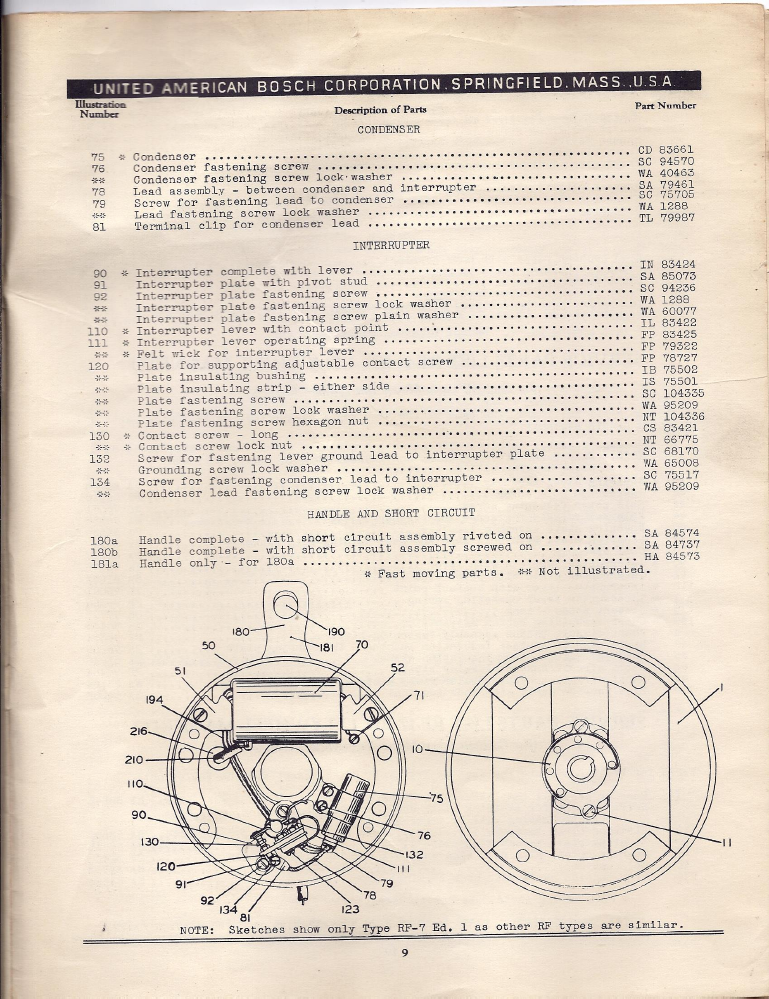 UNITED AMERICAN BOSCH CORPORATION. SPRINGFIELD. MASS., U.S.A.
Illustration Number Description of Parts Part Number
CONDENSER
75 * Condenser CD 83661
76 Condenser fastening screw SC 94570
** Condenser fastening screw lock washer WA 40463
78 Lead assembly - between condenser and interrupter SA 79461
79 Screw for fastening lead to condenser SC 75705
** Lead fastening screw lock washer WA 1288
81 Terminal clip for condenser lead TL 79987
INTERRUPTER
90 * Interrupter complete with lever IN 83424
91 Interrupter plate with pivot stud SA 85073
92 Interrupter plate fastening screw SC 94236
** Interrupter plate fastening screw lock washer WA 1288
** Interrupter plate fastening screw plain washer WA 60077
110 * Interrupter lever with contact point IL 83422
111 * Interrupter lever operating spring FP 83425
** * Felt wick for interrupter lever FP 79322
120 Plate for supporting adjustable contact screw FP 78727
** Plate insulating bushing IB 75502
** Plate insulating strip - either side IS 75501
** Plate fastening screw SC 104335
** Plate fastening screw lock washer WA 95209
** Plate fastening screw hexagon nut NT 104336
130 * Contact screw - long CS 83421
** * Contact screw lock nut NT 66775
132 Screw for fastening lever ground lead to interrupter plate SC 68170
** Grounding screw lock washer WA 65008
134 Screw for fastening condenser lead to interrupter SC 75517
** Condenser lead fastening screw lock washer WA 95209
HANDLE AND SHORT CIRCUIT
180a Handle complete - with short circuit assembly riveted on SA 84574
180b Handle complete - with short circuit assembly screwed on SA 84737
181a Handle only - for 180a HA 84573
* Fast moving parts. ** Not illustrated.
180 190
181
50 70
51 52
194 71
216
210
110
90
130
120
91
92
134
81
123
78
79
111
132
76
75
1
10
11
NOTE: Sketches show only Type RF-7 Ed. 1 as other RF types are similar.
9